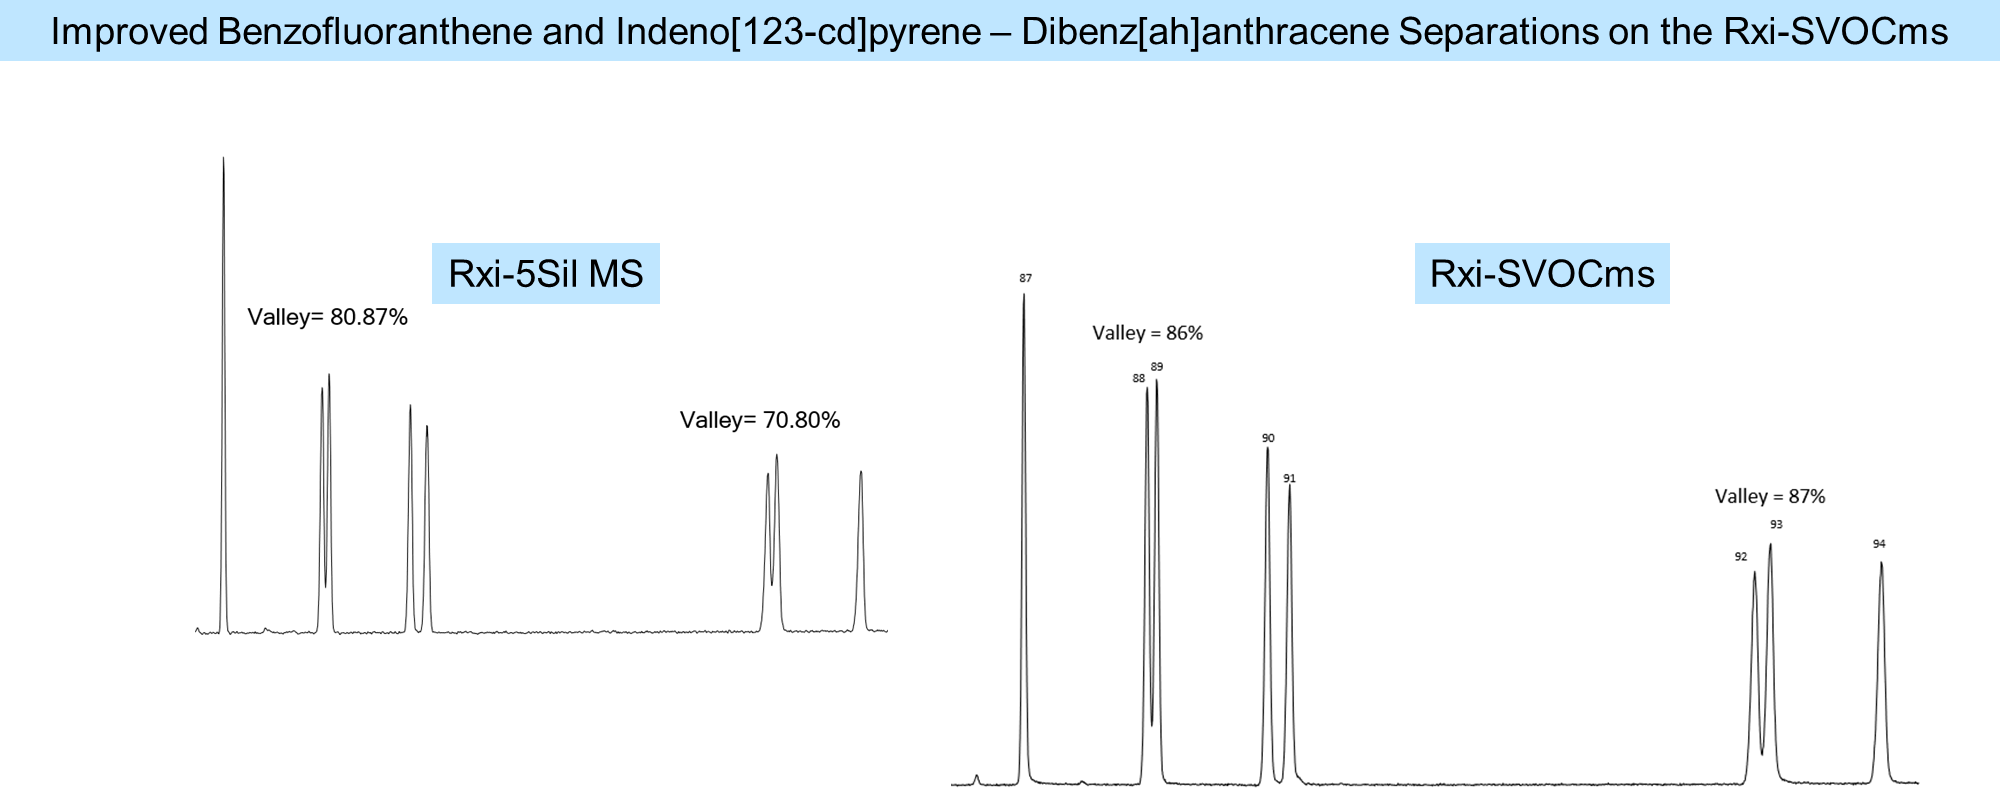 Improved Benzofluoranthene and Indeno[123-cd]pyrene – Dibenz[ah]anthracene Separations on the Rxi-SVOCms
Rxi-5Sil MS
Valley= 80.87%
Valley= 70.80%
Rxi-SVOCms
87
Valley = 86%
88
89
90
91
Valley = 87%
92
93
94